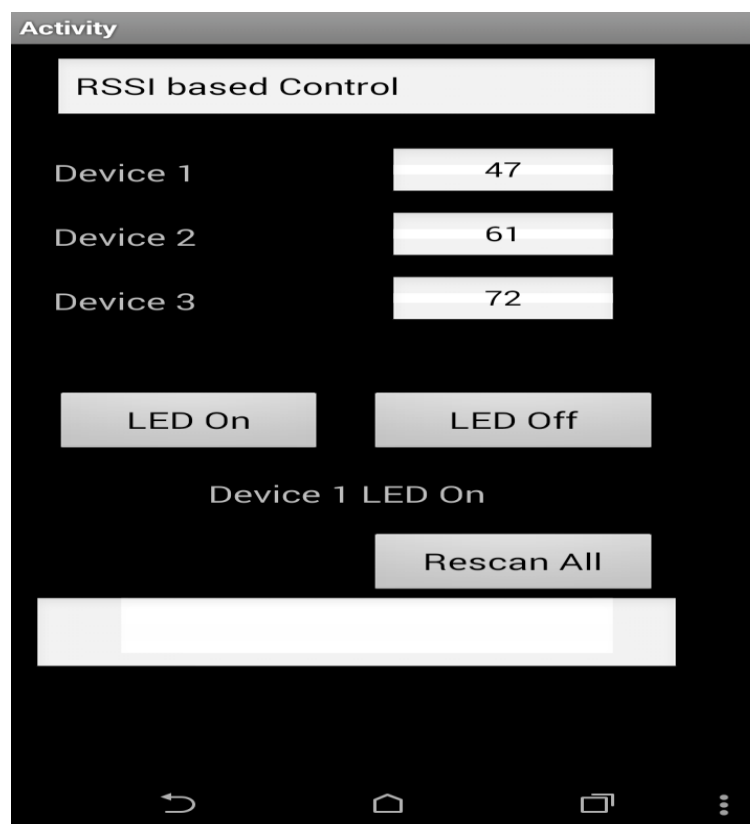 Activity
RSSI based Control
Device 1 47
Device 2 61
Device 3 72
LED On LED Off
Device 1 LED On
Rescan All